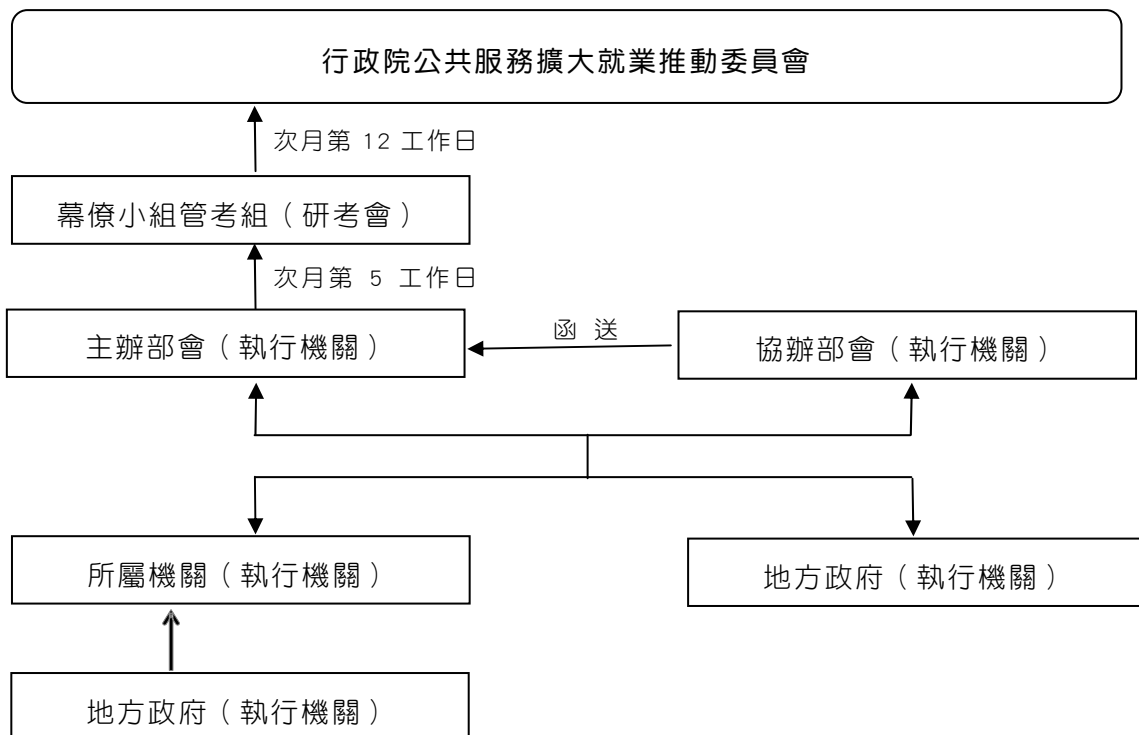 行政院公共服務擴大就業推動委員會
次月第 12 工作日
幕僚小組管考組（研考會）
次月第 5 工作日
主辦部會（執行機關）
函 送
協辦部會（執行機關）
所屬機關（執行機關）
地方政府（執行機關）
地方政府（執行機關）